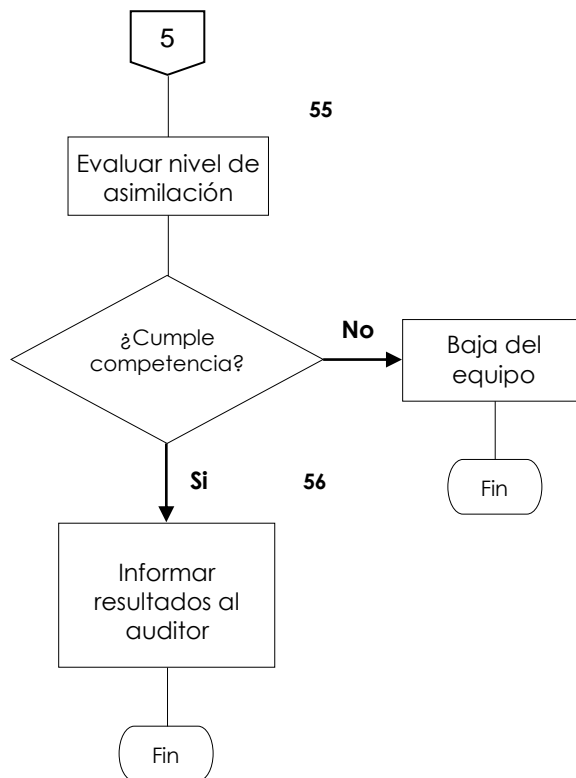 5
55
Evaluar nivel de
asimilación
¿Cumple
competencia?
No
Baja del
equipo
Fin
Si
56
Informar
resultados al
auditor
Fin